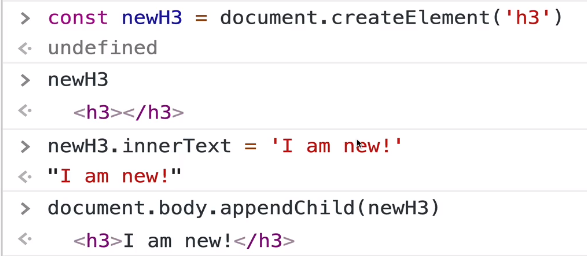 > const newH3 = document.createElement('h3')
< undefined
> newH3
< <h3></h3>
> newH3.innerText = 'I am new!'
< "I am new!"
> document.body.appendChild(newH3)
< <h3>I am new!</h3>